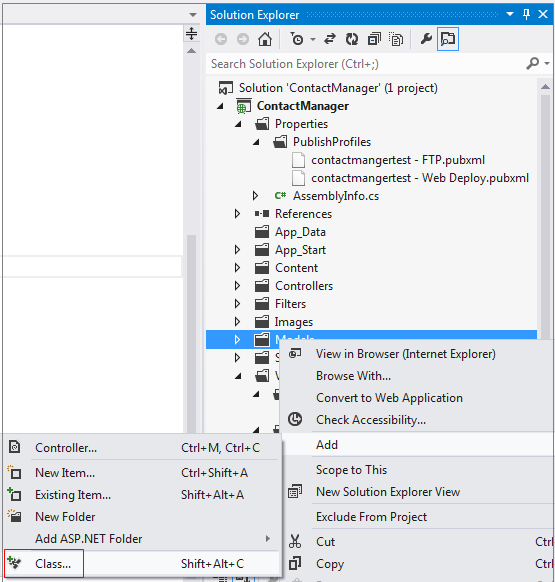 Solution Explorer
Search Solution Explorer (Ctrl+;)
Solution 'ContactManager' (1 project)
ContactManager
Properties
PublishProfiles
contactmangertest - FTP.pubxml
contactmangertest - Web Deploy.pubxml
C# AssemblyInfo.cs
References
App_Data
App_Start
Content
Controllers
Filters
Images
Models
View in Browser (Internet Explorer)
Browse With...
Convert to Web Application
Check Accessibility...
Add
Scope to This
New Solution Explorer View
Exclude From Project
Cut Ctrl
Copy Ctrl
Controller... Ctrl+M, Ctrl+C
New Item... Ctrl+Shift+A
Existing Item... Shift+Alt+A
New Folder
Add ASP.NET Folder
Class... Shift+Alt+C